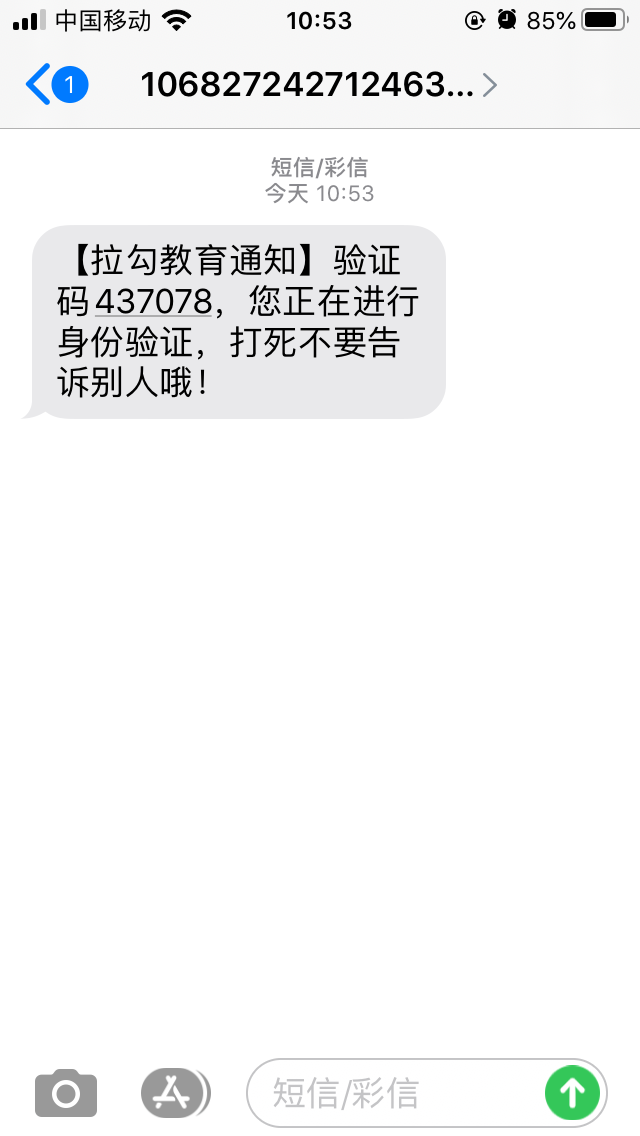 中国移动 10:53 85%
1 106827242712463...
短信/彩信
今天 10:53
【拉勾教育通知】验证
码437078，您正在进行
身份验证，打死不要告
诉别人哦！
短信/彩信